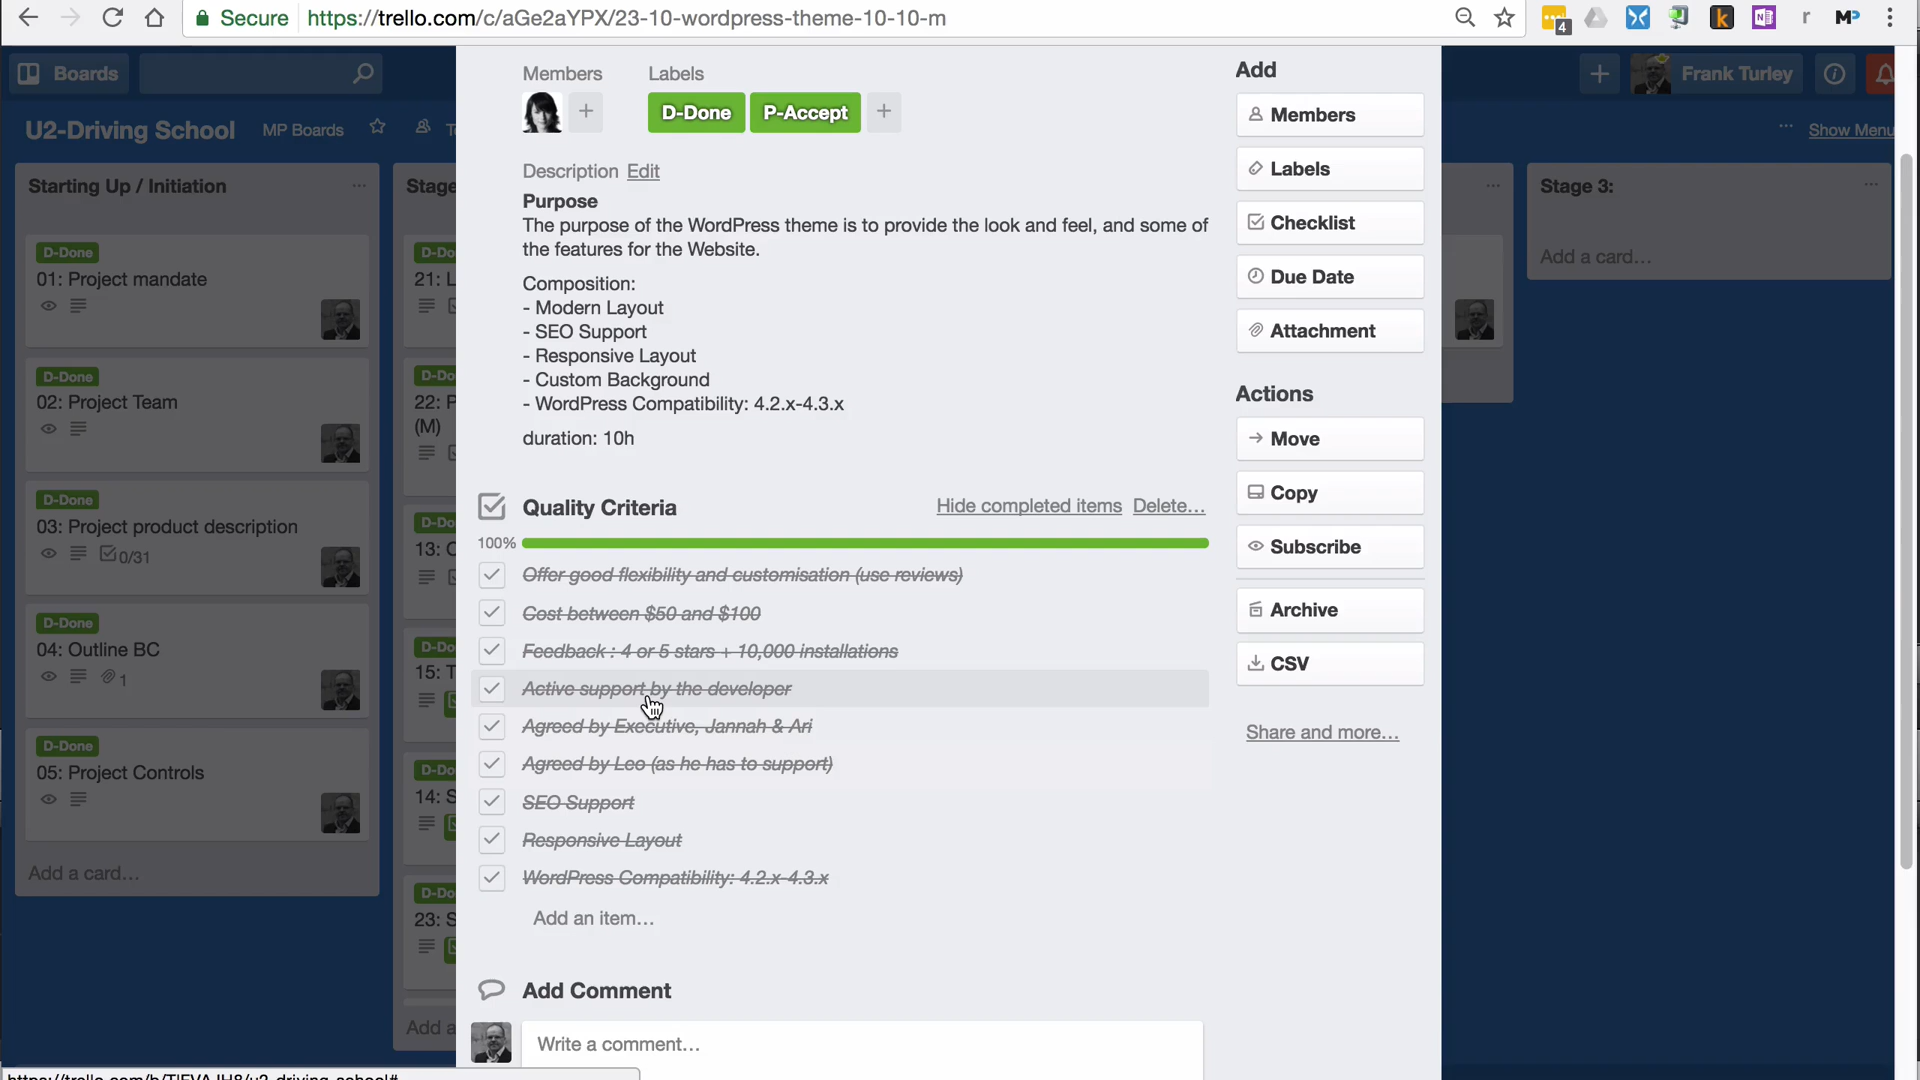 Secure https://trello.com/c/aGe2aYPX/23-10-wordpress-theme-10-10-m
4
Boards
Frank Turley
U2-Driving School MP Boards
Show Menu
Starting Up / Initiation
D-Done
01: Project mandate
D-Done
02: Project Team
D-Done
03: Project product description
0/31
D-Done
04: Outline BC
1
D-Done
05: Project Controls
Add a card…
Stage
21: L
22: P
(M)
13: C
15: T
14: S
23: S
Add a
Members Labels
D-Done P-Accept
Description Edit
Purpose
The purpose of the WordPress theme is to provide the look and feel, and some of
the features for the Website.
Composition:
- Modern Layout
- SEO Support
- Responsive Layout
- Custom Background
- WordPress Compatibility: 4.2.x-4.3.x
duration: 10h
Quality Criteria Hide completed items Delete…
100%
Offer good flexibility and customisation (use reviews)
Cost between $50 and $100
Feedback : 4 or 5 stars + 10,000 installations
Active support by the developer
Agreed by Executive, Jannah & Ari
Agreed by Leo (as he has to support)
SEO Support
Responsive Layout
WordPress Compatibility: 4.2.x-4.3.x
Add an item…
Add Comment
Write a comment…
Add
Members
Labels
Checklist
Due Date
Attachment
Actions
Move
Copy
Subscribe
Archive
CSV
Share and more…
Stage 3:
Add a card…